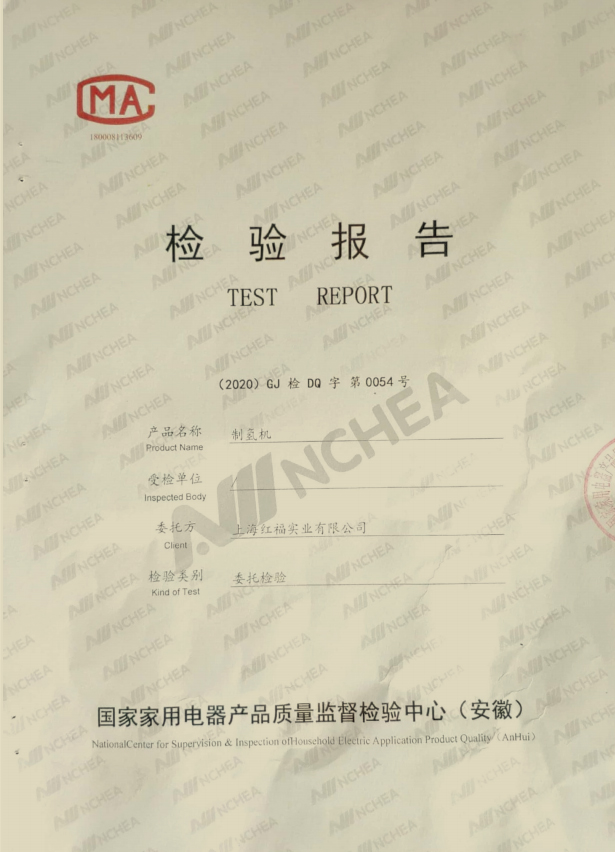 CMA
180008113609
检 验 报 告
TEST REPORT
(2020) GJ 检 DQ 字 第 0054 号
产品名称 制氢机
Product Name
受检单位 /
Inspected Body
委托方 上海红福实业有限公司
Client
检验类别 委托检验
Kind of Test
NCHEA
国家家用电器产品质量监督检验中心（安徽）
NationalCenter for Supervision & Inspection ofHousehold Electric Application Product Quality（AnHui）